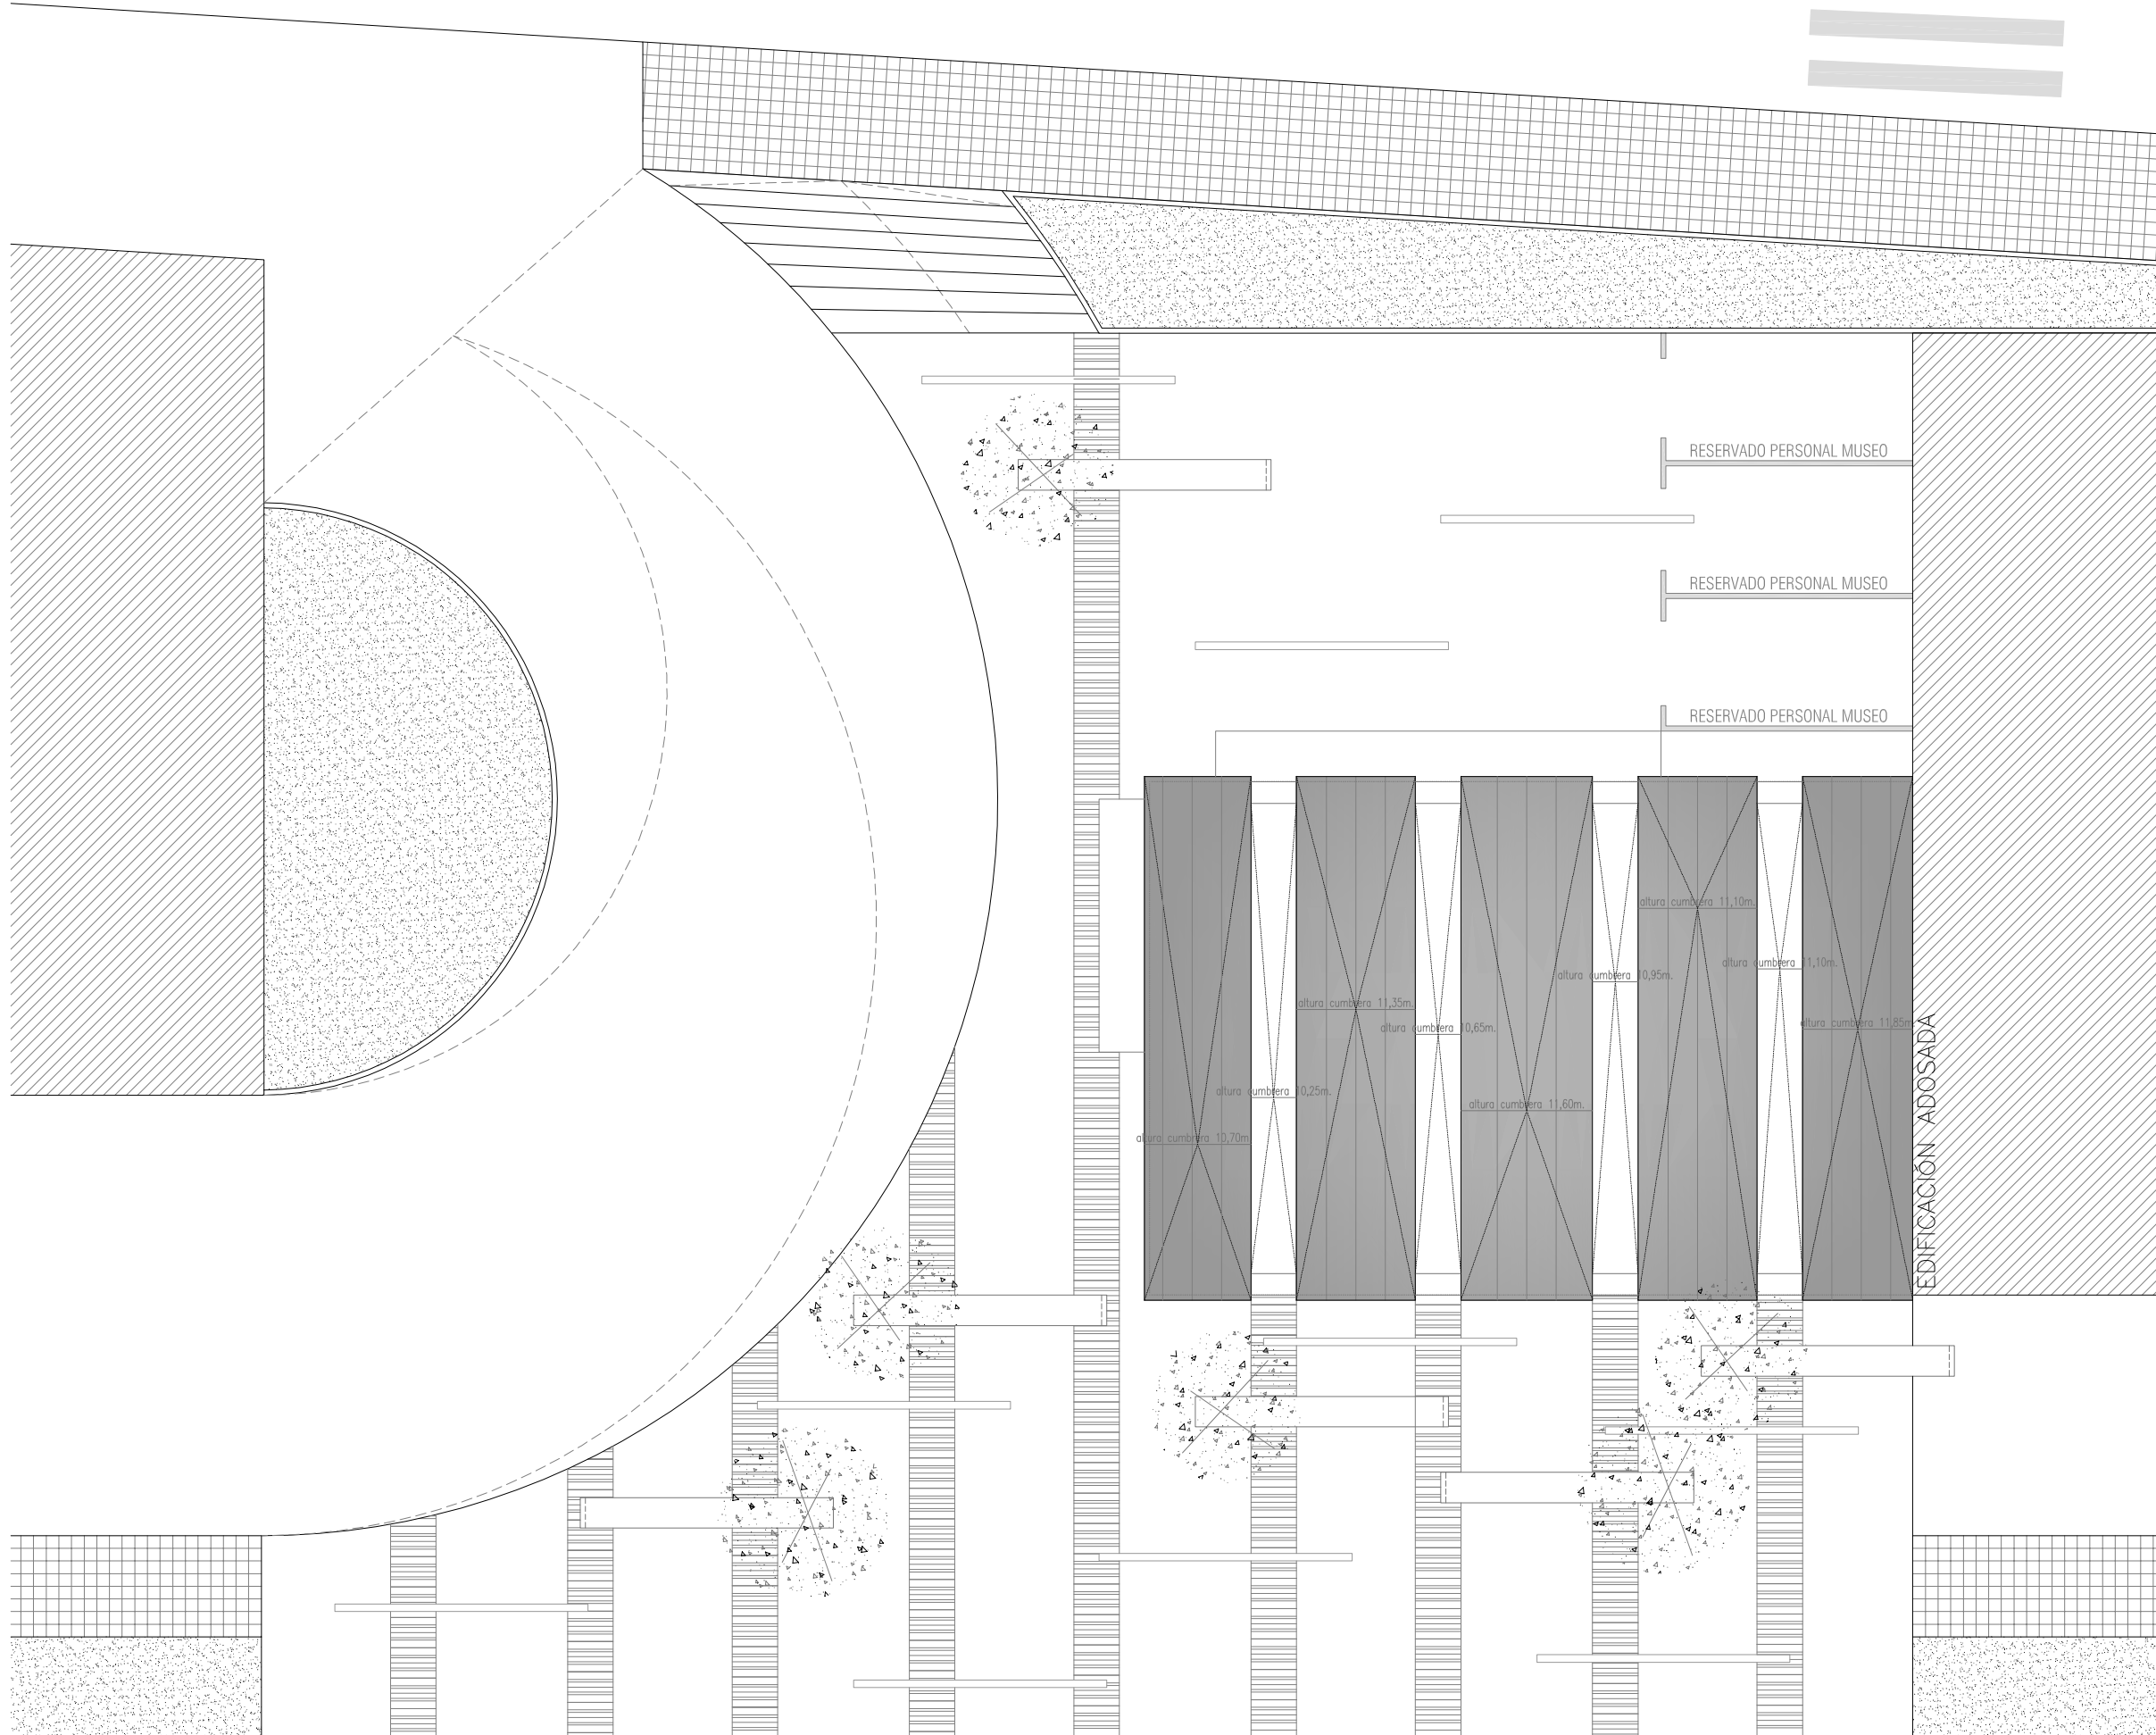 RESERVADO PERSONAL MUSEO
RESERVADO PERSONAL MUSEO
RESERVADO PERSONAL MUSEO
altura cumbrera 11,10m.
altura cumbrera 11,10m.
altura cumbrera 10,95m.
altura cumbrera 11,35m.
altura cumbrera 11,85m
altura cumbrera 10,65m.
altura cumbrera 10,25m.
altura cumbrera 11,60m.
altura cumbrera 10,70m
EDIFICACIÓN ADOSADA